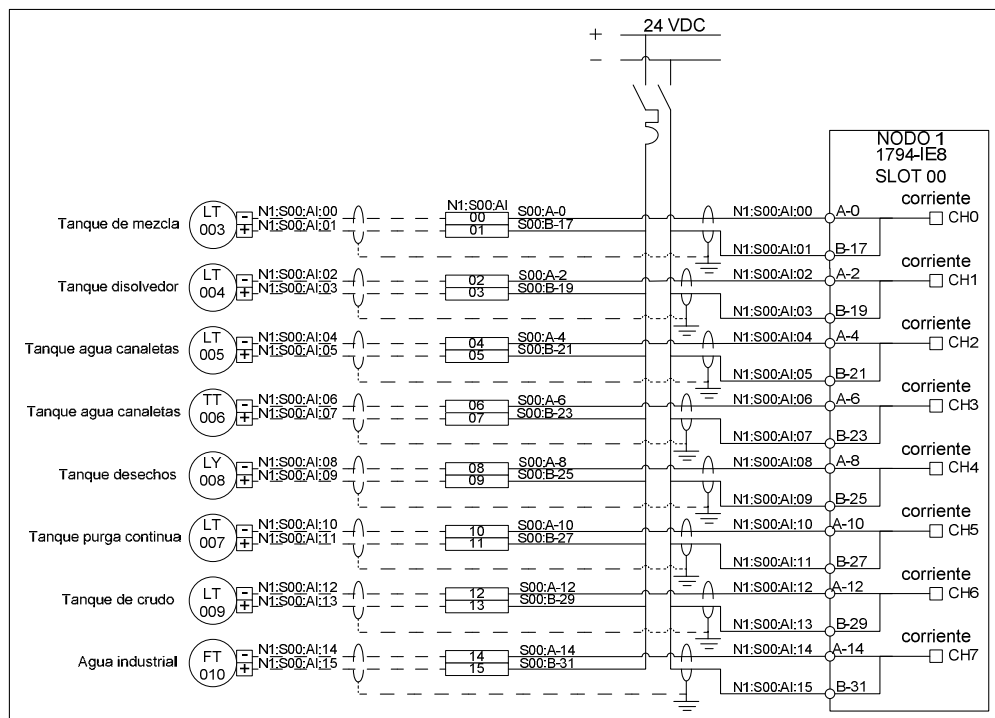 24 VDC
+
–
NODO 1
1794-IE8
SLOT 00
Tanque de mezcla
LT
003
-
+
N1:S00:AI:00
N1:S00:AI:01
N1:S00:AI
00
01
S00:A-0
S00:B-17
N1:S00:AI:00
N1:S00:AI:01
A-0
B-17
corriente
CH0
Tanque disolvedor
LT
004
-
+
N1:S00:AI:02
N1:S00:AI:03
02
03
S00:A-2
S00:B-19
N1:S00:AI:02
N1:S00:AI:03
A-2
B-19
corriente
CH1
Tanque agua canaletas
LT
005
-
+
N1:S00:AI:04
N1:S00:AI:05
04
05
S00:A-4
S00:B-21
N1:S00:AI:04
N1:S00:AI:05
A-4
B-21
corriente
CH2
Tanque agua canaletas
TT
006
-
+
N1:S00:AI:06
N1:S00:AI:07
06
07
S00:A-6
S00:B-23
N1:S00:AI:06
N1:S00:AI:07
A-6
B-23
corriente
CH3
Tanque desechos
LY
008
-
+
N1:S00:AI:08
N1:S00:AI:09
08
09
S00:A-8
S00:B-25
N1:S00:AI:08
N1:S00:AI:09
A-8
B-25
corriente
CH4
Tanque purga continua
LT
007
-
+
N1:S00:AI:10
N1:S00:AI:11
10
11
S00:A-10
S00:B-27
N1:S00:AI:10
N1:S00:AI:11
A-10
B-27
corriente
CH5
Tanque de crudo
LT
009
-
+
N1:S00:AI:12
N1:S00:AI:13
12
13
S00:A-12
S00:B-29
N1:S00:AI:12
N1:S00:AI:13
A-12
B-29
corriente
CH6
Agua industrial
FT
010
-
+
N1:S00:AI:14
N1:S00:AI:15
14
15
S00:A-14
S00:B-31
N1:S00:AI:14
N1:S00:AI:15
A-14
B-31
corriente
CH7